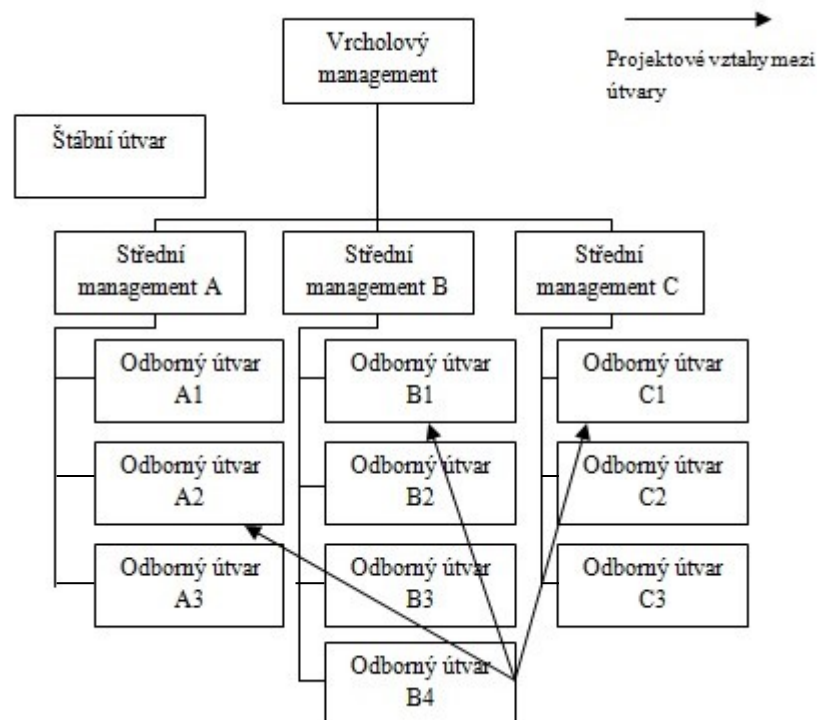 Vrcholový
management
Projektové vztahy mezi
útvary
Štábní útvar
Střední
management A
Střední
management B
Střední
management C
Odborný útvar
A1
Odborný útvar
B1
Odborný útvar
C1
Odborný útvar
A2
Odborný útvar
B2
Odborný útvar
C2
Odborný útvar
A3
Odborný útvar
B3
Odborný útvar
C3
Odborný útvar
B4